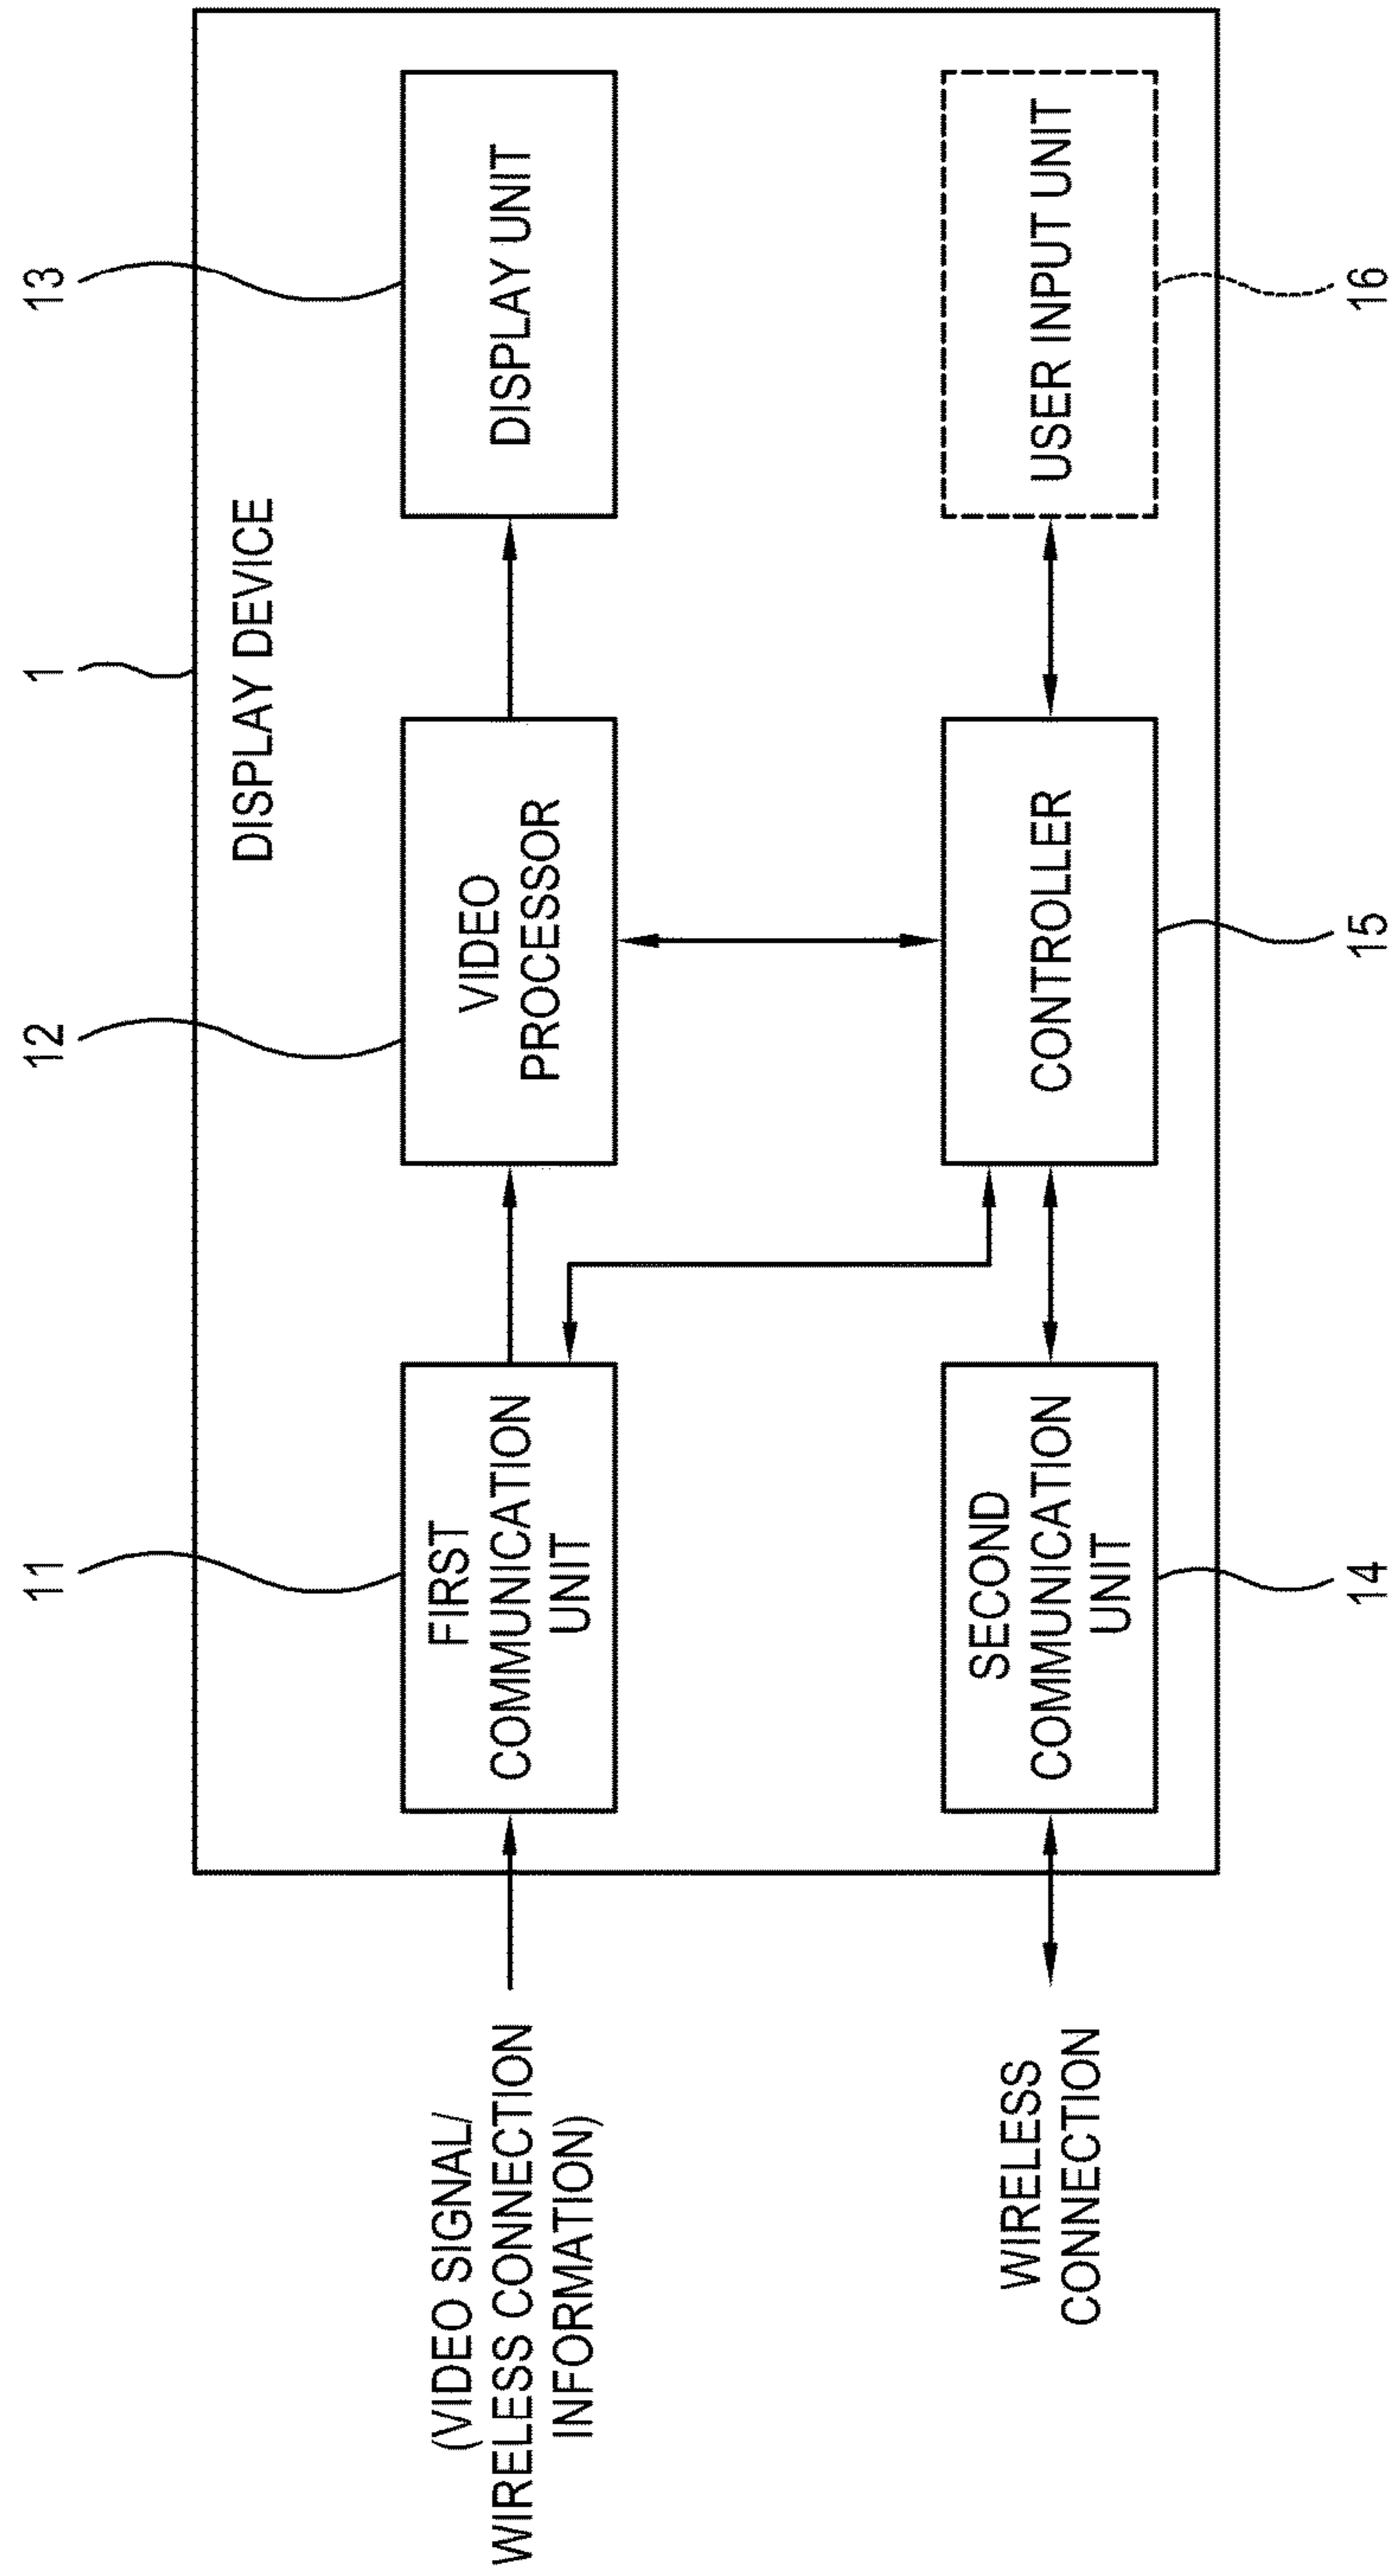 1
DISPLAY DEVICE
11
12
13
(VIDEO SIGNAL/
WIRELESS CONNECTION
INFORMATION)
FIRST
COMMUNICATION
UNIT
VIDEO
PROCESSOR
DISPLAY UNIT
WIRELESS
CONNECTION
SECOND
COMMUNICATION
UNIT
CONTROLLER
USER INPUT UNIT
14
15
16